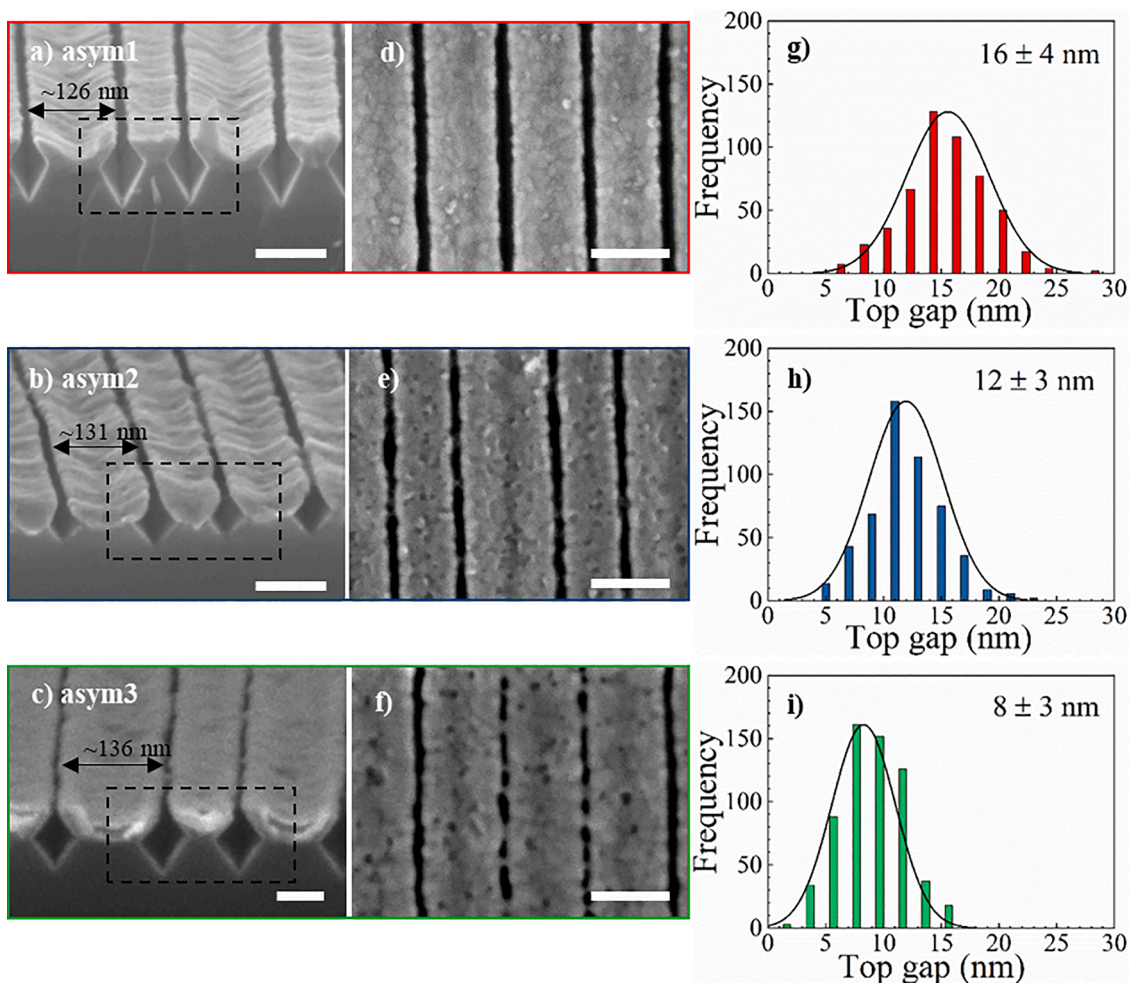 a) asym1
~126 nm
d)
g)
16 ± 4 nm
200
150
100
50
0
Frequency
0 5 10 15 20 25 30
Top gap (nm)
b) asym2
~131 nm
e)
h)
12 ± 3 nm
200
150
100
50
0
Frequency
0 5 10 15 20 25 30
Top gap (nm)
c) asym3
~136 nm
f)
i)
8 ± 3 nm
200
150
100
50
0
Frequency
0 5 10 15 20 25 30
Top gap (nm)